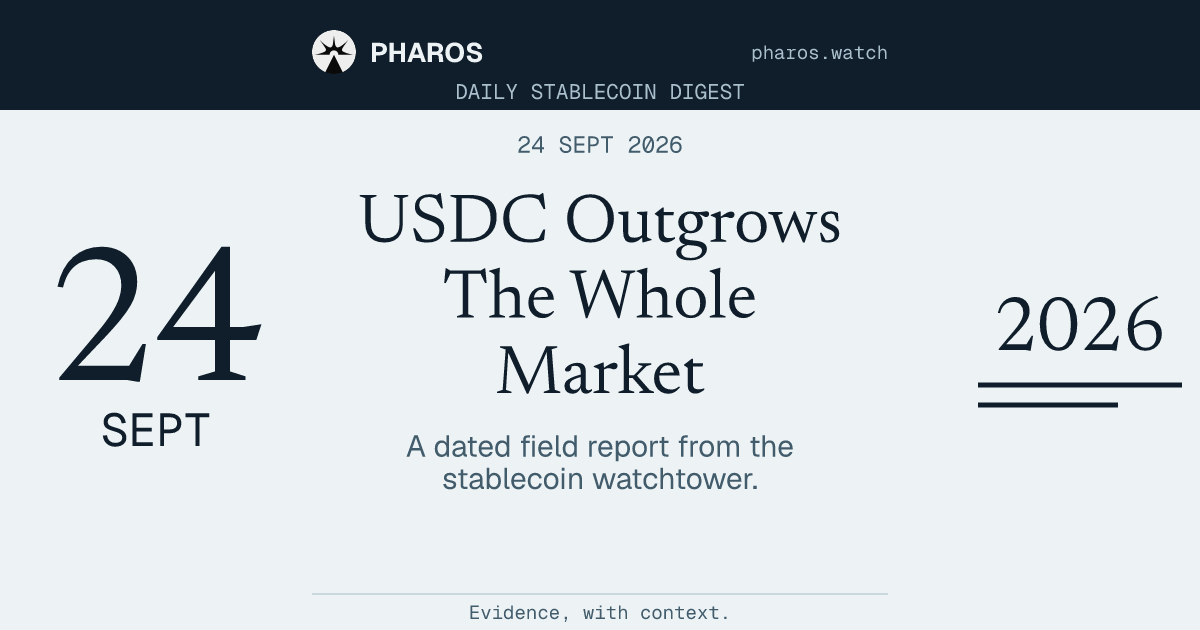 PHAROS
pharos.watch
DAILY STABLECOIN DIGEST
24 SEPT 2026
USDC Outgrows
The Whole
Market
24
SEPT
2026
A dated field report from the
stablecoin watchtower.
Evidence, with context.